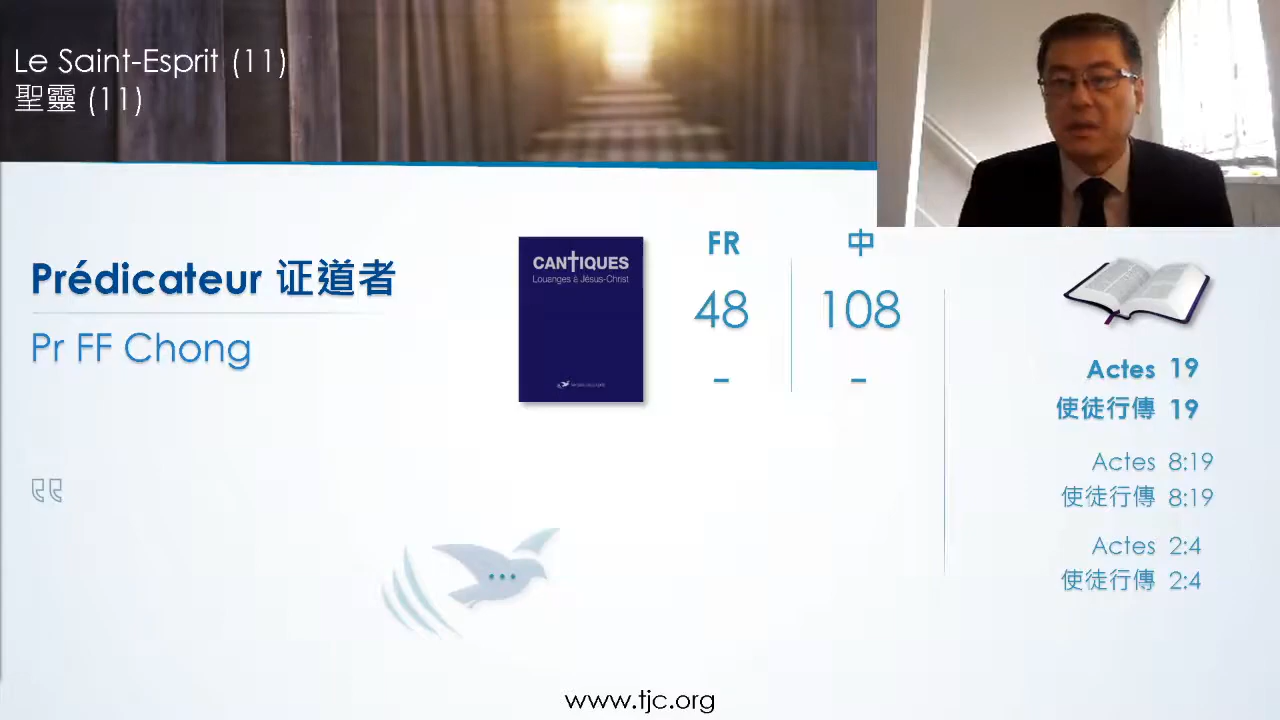 Le Saint-Esprit (11)
聖靈 (11)
Prédicateur 证道者
Pr FF Chong
CANTIQUES
Louanges à Jésus-Christ
FR
中
48
108
–
–
Actes 19
使徒行傳 19
Actes 8:19
使徒行傳 8:19
Actes 2:4
使徒行傳 2:4
www.tjc.org